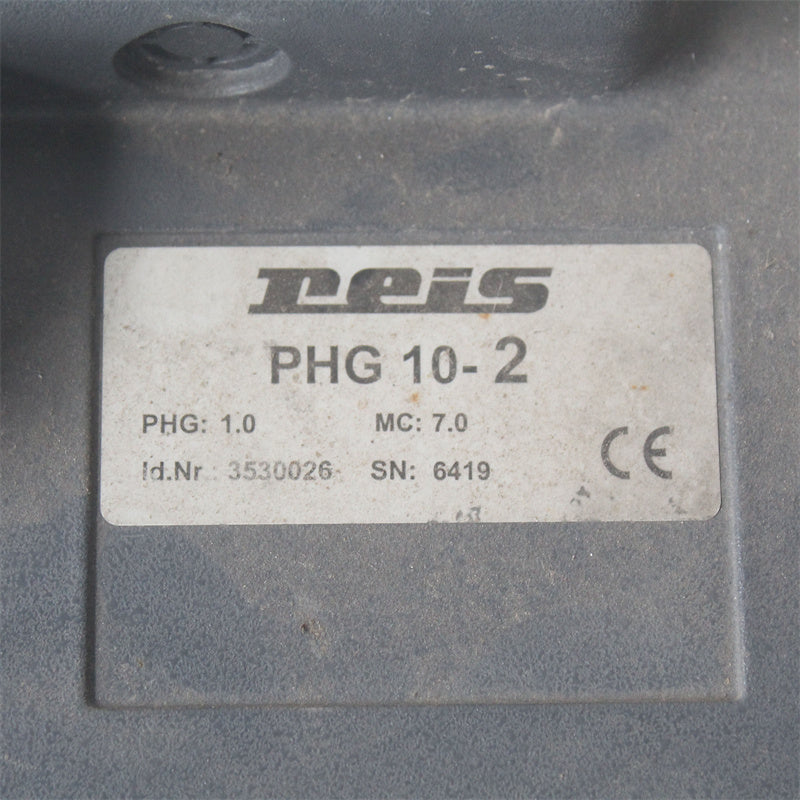 reis
PHG 10-2
PHG: 1.0 MC: 7.0
Id.Nr.: 3530026 SN: 6419
CE